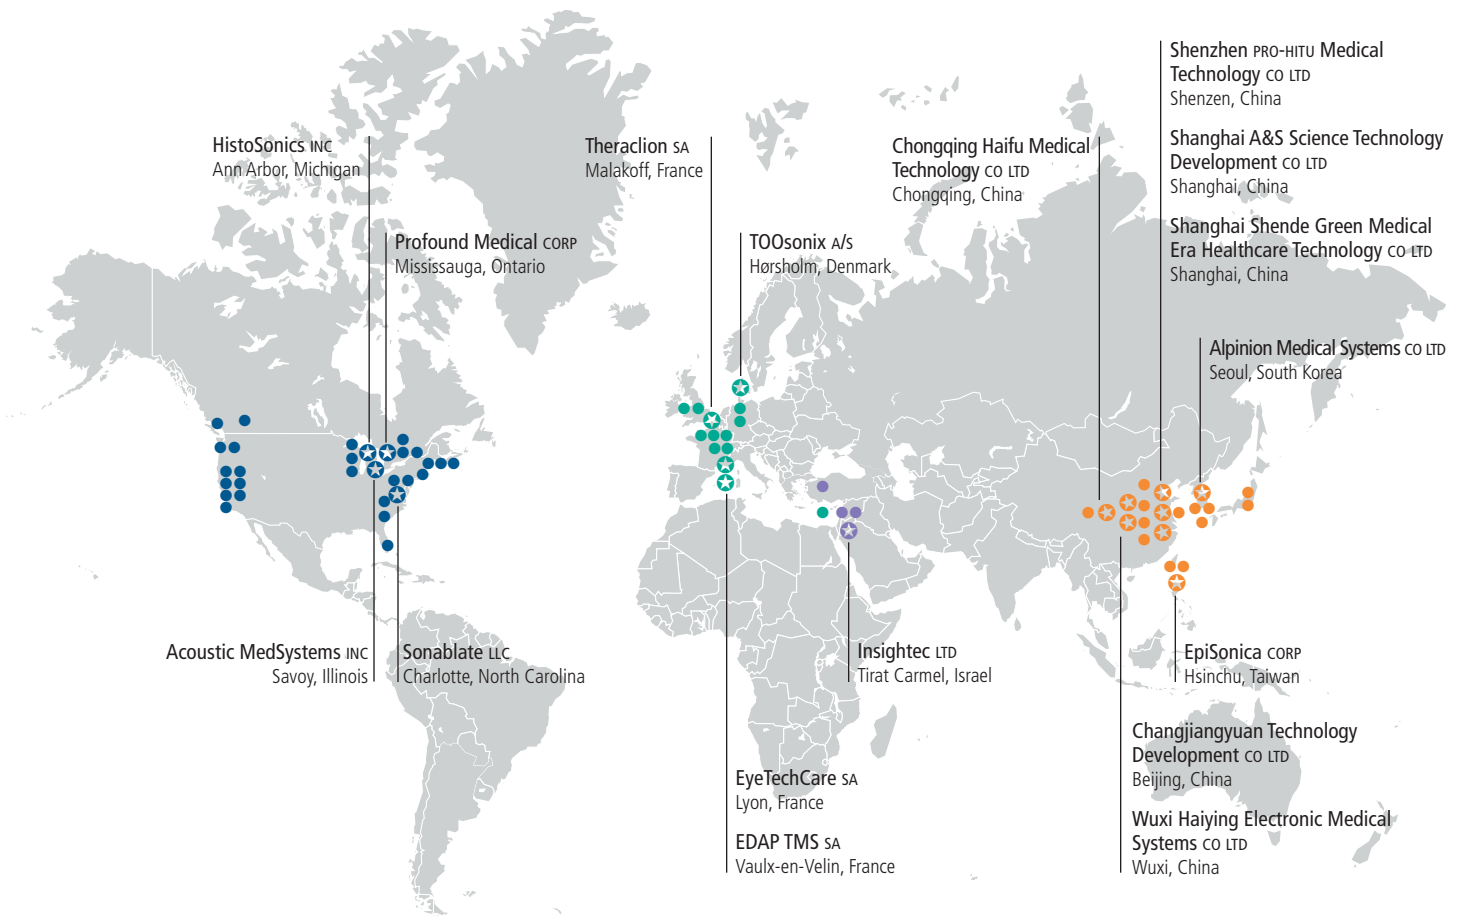 HistoSonics INC
Ann Arbor, Michigan
Profound Medical CORP
Mississauga, Ontario
Theraclion SA
Malakoff, France
TOOsonix A/S
Hørsholm, Denmark
Chongqing Haifu Medical
Technology CO LTD
Chongqing, China
Shenzhen PRO-HITU Medical
Technology CO LTD
Shenzen, China
Shanghai A&S Science Technology
Development CO LTD
Shanghai, China
Shanghai Shende Green Medical
Era Healthcare Technology CO LTD
Shanghai, China
Alpinion Medical Systems CO LTD
Seoul, South Korea
Acoustic MedSystems INC
Savoy, Illinois
Sonablate LLC
Charlotte, North Carolina
Insightec LTD
Tirat Carmel, Israel
EpiSonica CORP
Hsinchu, Taiwan
EyeTechCare SA
Lyon, France
EDAP TMS SA
Vaulx-en-Velin, France
Changjiangyuan Technology
Development CO LTD
Beijing, China
Wuxi Haiying Electronic Medical
Systems CO LTD
Wuxi, China